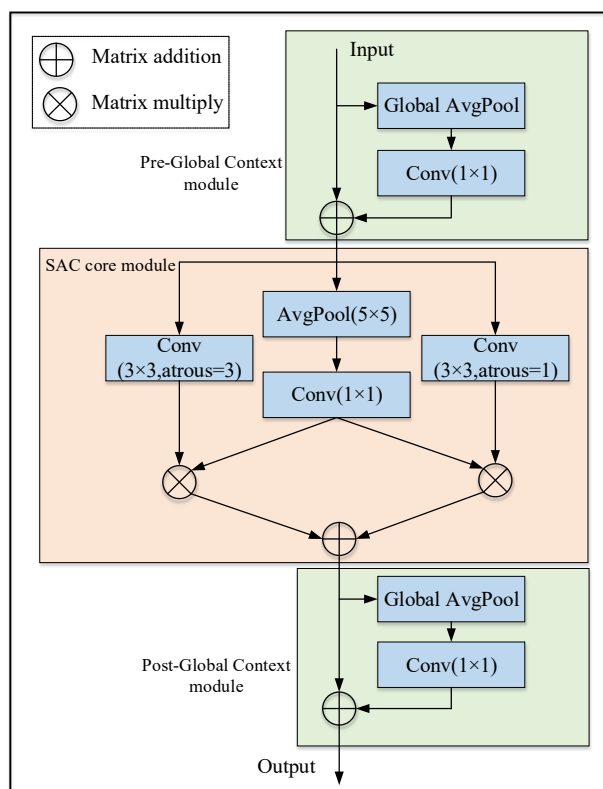 Matrix addition
Matrix multiply
Input
Global AvgPool
Pre-Global Context
module
Conv(1×1)
SAC core module
AvgPool(5×5)
Conv
(3×3,atrous=3)
Conv(1×1)
Conv
(3×3,atrous=1)
Global AvgPool
Post-Global Context
module
Conv(1×1)
Output